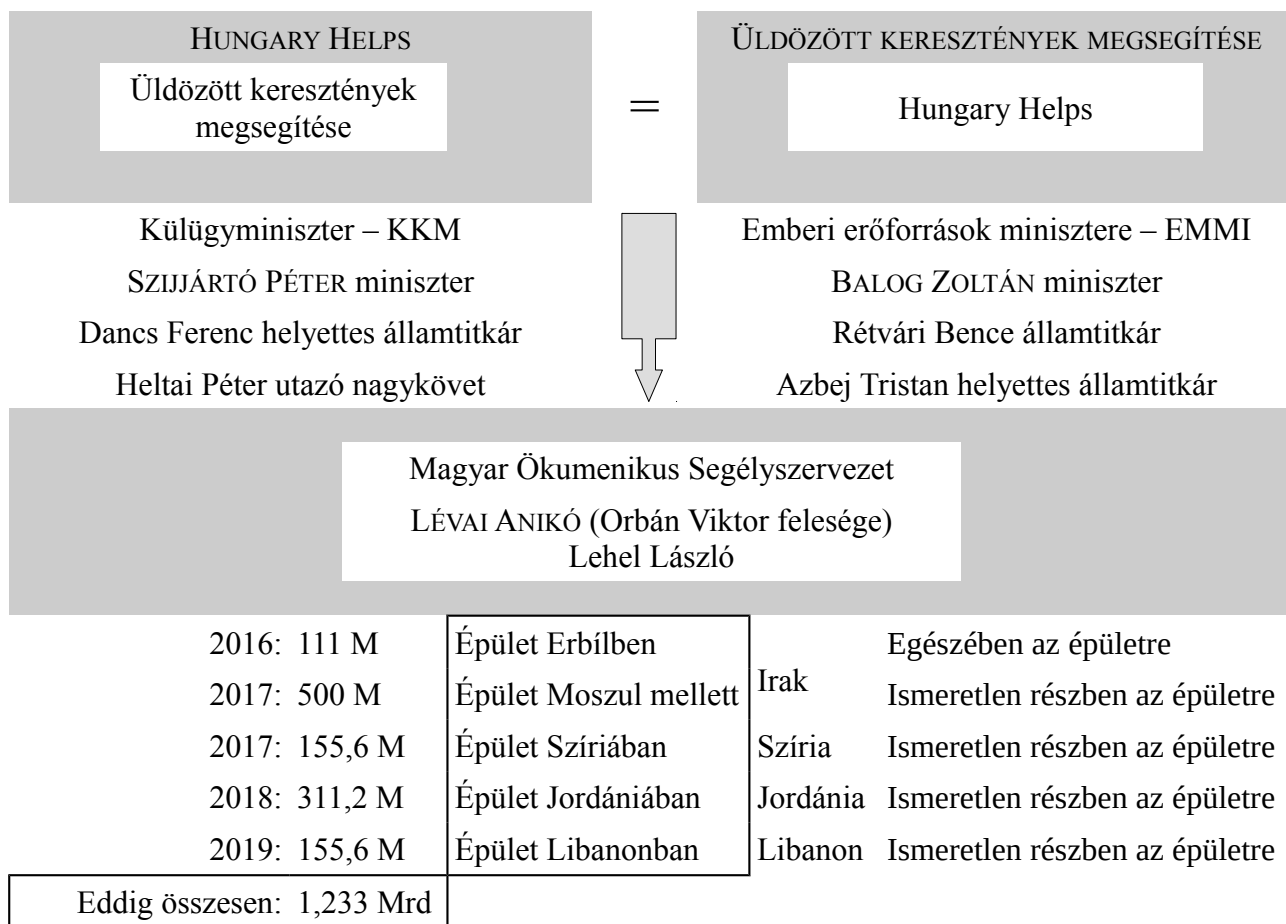 HUNGARY HELPS
Üldözött keresztények
megsegítése
=
ÜLDÖZÖTT KERESZTÉNYEK MEGSEGÍTÉSE
Hungary Helps
Külügyminiszter – KKM
SZIJJÁRTÓ PÉTER miniszter
Dancs Ferenc helyettes államtitkár
Heltai Péter utazó nagykövet
Emberi erőforrások minisztere – EMMI
BALOG ZOLTÁN miniszter
Rétvári Bence államtitkár
Azbej Tristan helyettes államtitkár
Magyar Ökumenikus Segélyszervezet
LÉVAI ANIKÓ (Orbán Viktor felesége)
Lehel László
2016: 111 M Épület Erbílben Irak Egészében az épületre
2017: 500 M Épület Moszul mellett Ismeretlen részben az épületre
2017: 155,6 M Épület Szíriában Szíria Ismeretlen részben az épületre
2018: 311,2 M Épület Jordániában Jordánia Ismeretlen részben az épületre
2019: 155,6 M Épület Libanonban Libanon Ismeretlen részben az épületre
Eddig összesen: 1,233 Mrd